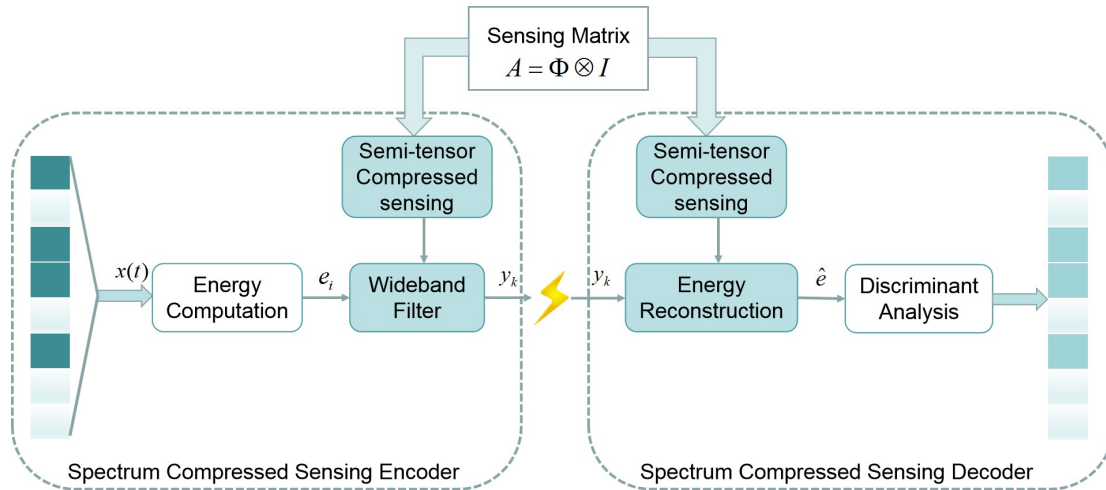 Sensing Matrix
A = Φ ⊗ I
Semi-tensor
Compressed
sensing
Semi-tensor
Compressed
sensing
x(t)
Energy
Computation
e_i
Wideband
Filter
y_k
y_k
Energy
Reconstruction
ê
Discriminant
Analysis
Spectrum Compressed Sensing Encoder
Spectrum Compressed Sensing Decoder